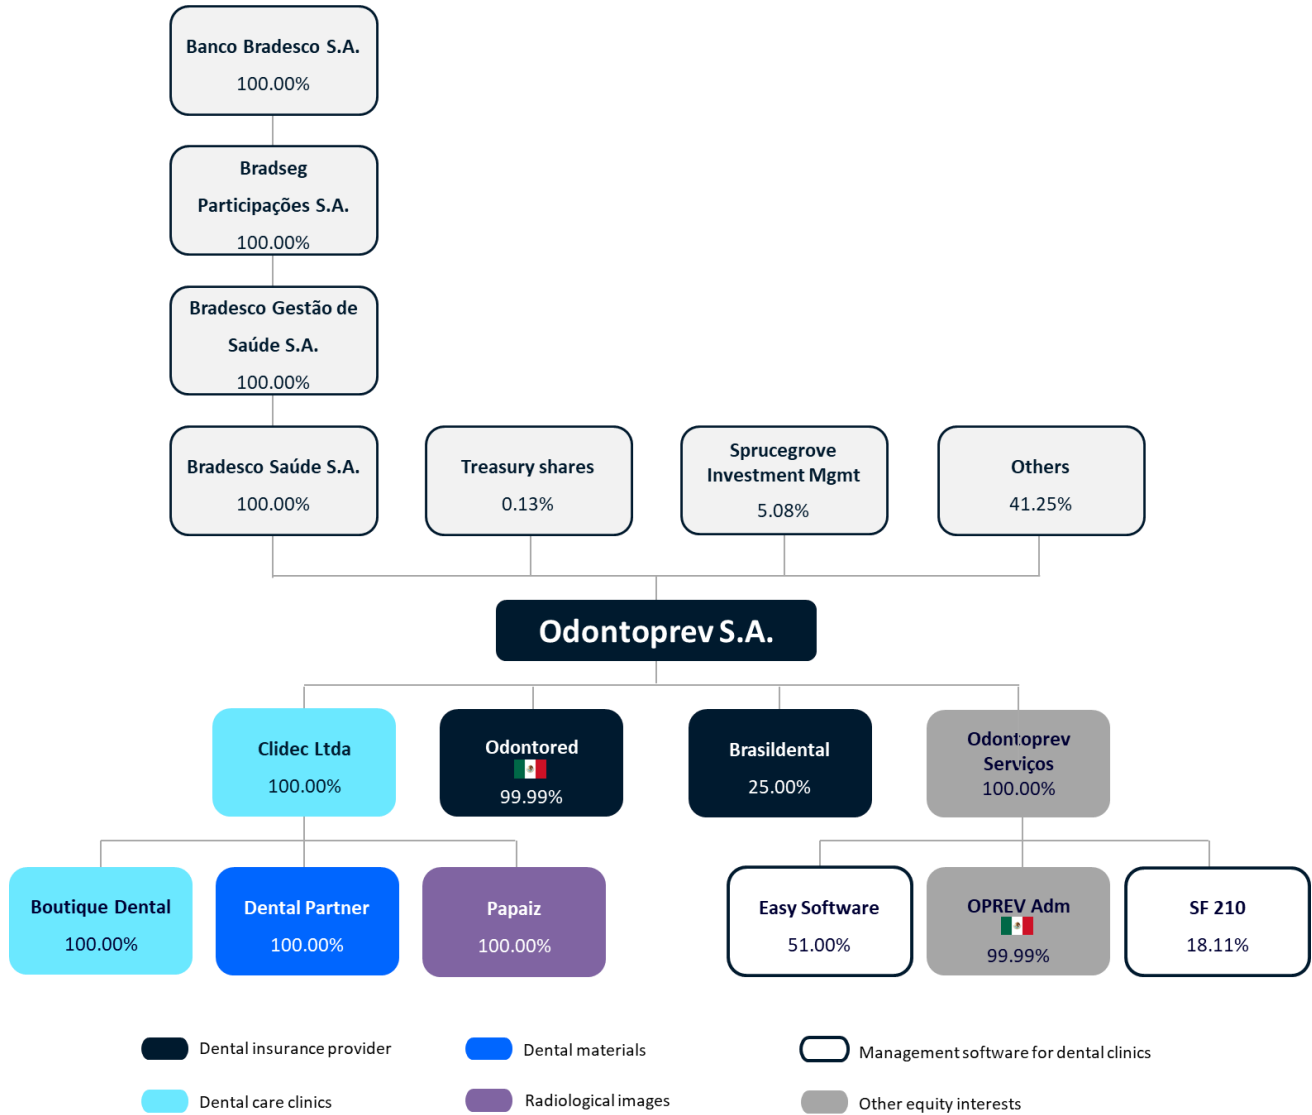 Banco Bradesco S.A.
100.00%
Bradseg
Participações S.A.
100.00%
Bradesco Gestão de
Saúde S.A.
100.00%
Bradesco Saúde S.A.
100.00%
Treasury shares
0.13%
Sprucegrove
Investment Mgmt
5.08%
Others
41.25%
Odontoprev S.A.
Clidec Ltda
100.00%
Odontored
99.99%
Brasildental
25.00%
Odontoprev
Serviços
100.00%
Boutique Dental
100.00%
Dental Partner
100.00%
Papaiz
100.00%
Easy Software
51.00%
OPREV Adm
99.99%
SF 210
18.11%
Dental insurance provider
Dental materials
Management software for dental clinics
Dental care clinics
Radiological images
Other equity interests